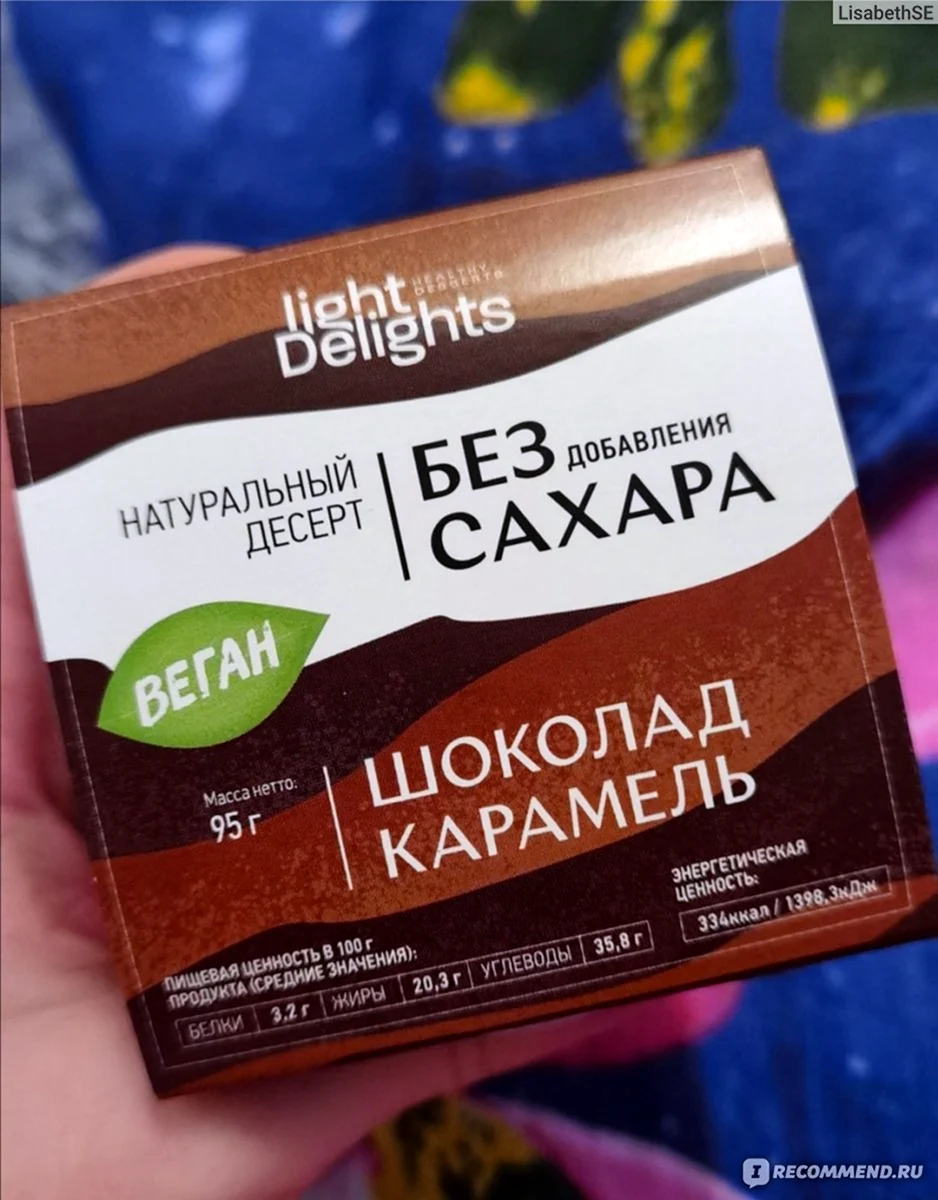 LisabethSE
light HEALTHY
Delights DESSERTS
НАТУРАЛЬНЫЙ
ДЕСЕРТ
БЕЗ ДОБАВЛЕНИЯ
САХАРА
ВЕГАН
Масса нетто:
95 г
ШОКОЛАД
КАРАМЕЛЬ
ЭНЕРГЕТИЧЕСКАЯ
ЦЕННОСТЬ:
334ккал / 1398,3кДж
ПИЩЕВАЯ ЦЕННОСТЬ В 100 г
ПРОДУКТА (СРЕДНИЕ ЗНАЧЕНИЯ):
БЕЛКИ 3,2 г ЖИРЫ 20,3 г УГЛЕВОДЫ 35,8 г
IRECOMMEND.RU